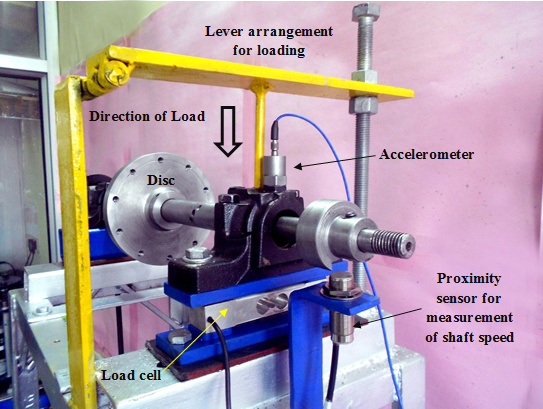 Lever arrangement
for loading
Direction of Load
Accelerometer
Disc
Proximity
sensor for
measurement
of shaft speed
Load cell